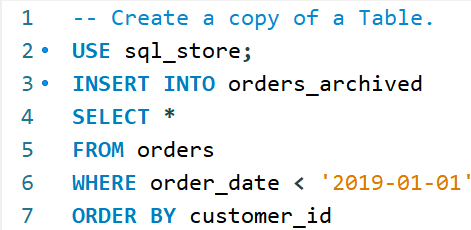 1 -- Create a copy of a Table.
2 USE sql_store;
3 INSERT INTO orders_archived
4 SELECT *
5 FROM orders
6 WHERE order_date < '2019-01-01'
7 ORDER BY customer_id